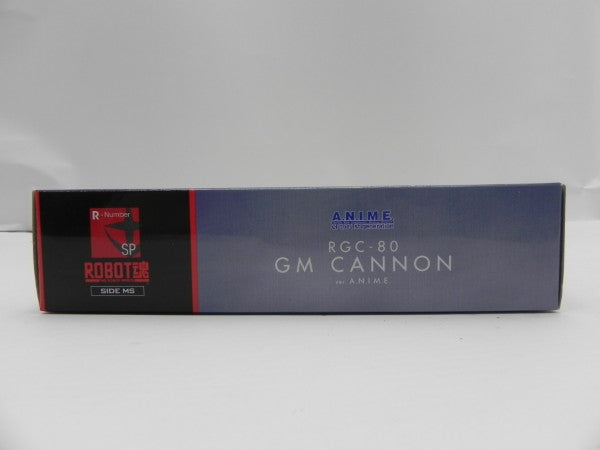 R-Number
SP
ROBOT魂
SIDE MS
A.N.I.M.E.
RGC-80
GM CANNON
ver. A.N.I.M.E.